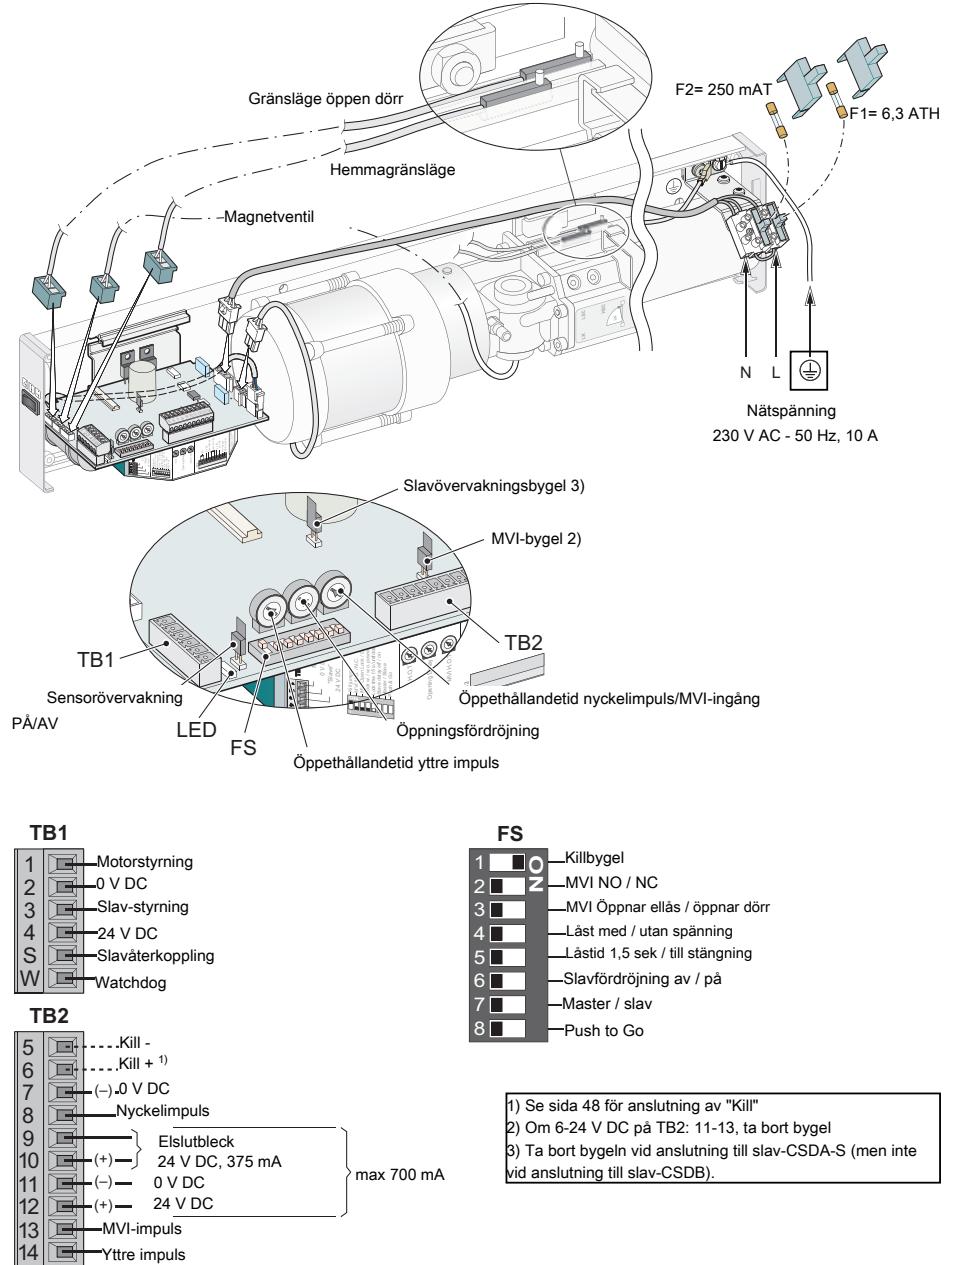 Gränsläge öppen dörr
F2= 250 mAT
F1= 6,3 ATH
Hemmagränsläge
Magnetventil
N
L
Nätspänning
230 V AC - 50 Hz, 10 A
Slavövervakningsbygel 3)
MVI-bygel 2)
TB1
TB2
Sensorövervakning
PÅ/AV
LED
FS
Öppethållandetid nyckelimpuls/MVI-ingång
Öppningsfördröjning
Öppethållandetid yttre impuls
TB1
1 Motorstyrning
2 0 V DC
3 Slav-styrning
4 24 V DC
S Slavåterkoppling
W Watchdog
TB2
5 Kill -
6 Kill + 1)
7 (–) 0 V DC
8 Nyckelimpuls
9 Elslutbleck
10 (+) 24 V DC, 375 mA
11 (–) 0 V DC
12 (+) 24 V DC
max 700 mA
13 MVI-impuls
14 Yttre impuls
FS
ON
1 Killbygel
2 MVI NO / NC
3 MVI Öppnar ellås / öppnar dörr
4 Låst med / utan spänning
5 Låstid 1,5 sek / till stängning
6 Slavfördröjning av / på
7 Master / slav
8 Push to Go
1) Se sida 48 för anslutning av "Kill"
2) Om 6-24 V DC på TB2: 11-13, ta bort bygel
3) Ta bort bygeln vid anslutning till slav-CSDA-S (men inte
vid anslutning till slav-CSDB).